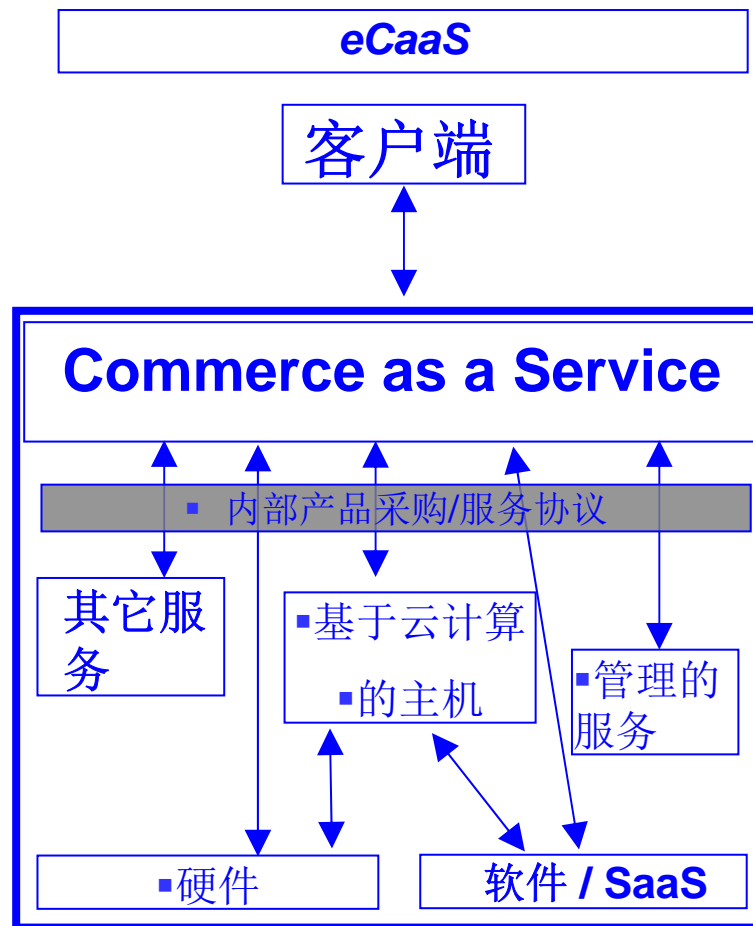 eCaaS
客户端
Commerce as a Service
▪ 内部产品采购/服务协议
其它服
务
▪基于云计算
▪的主机
▪管理的
服务
▪硬件
软件 / SaaS